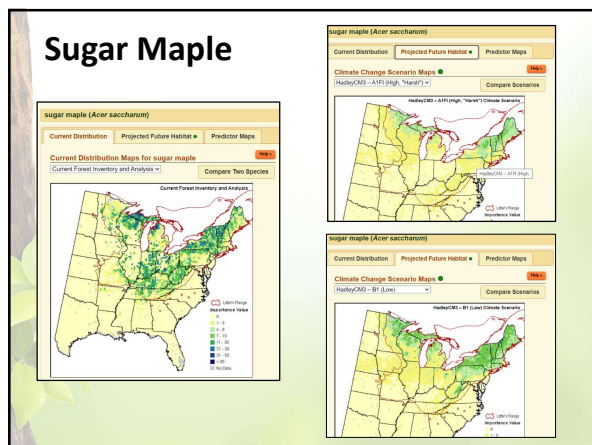 Sugar Maple
sugar maple (Acer saccharum)
Current Distribution
Projected Future Habitat
Predictor Maps
Help
Current Distribution Maps for sugar maple
Current Forest Inventory and Analysis
Compare Two Species
Current Forest Inventory and Analysis
Little's Range
Importance Value
0
1 - 3
4 - 6
7 - 10
11 - 20
21 - 30
31 - 50
> 50
No Data
sugar maple (Acer saccharum)
Current Distribution
Projected Future Habitat
Predictor Maps
Help
Climate Change Scenario Maps
HadleyCM3 – A1FI (High, "Harsh")
Compare Scenarios
HadleyCM3 – A1FI (High, "Harsh") Climate Scenario
HadleyCM3 – A1FI (High,
Little's Range
Importance Value
sugar maple (Acer saccharum)
Current Distribution
Projected Future Habitat
Predictor Maps
Help
Climate Change Scenario Maps
HadleyCM3 – B1 (Low)
Compare Scenarios
HadleyCM3 – B1 (Low) Climate Scenario
Little's Range
Importance Value
0